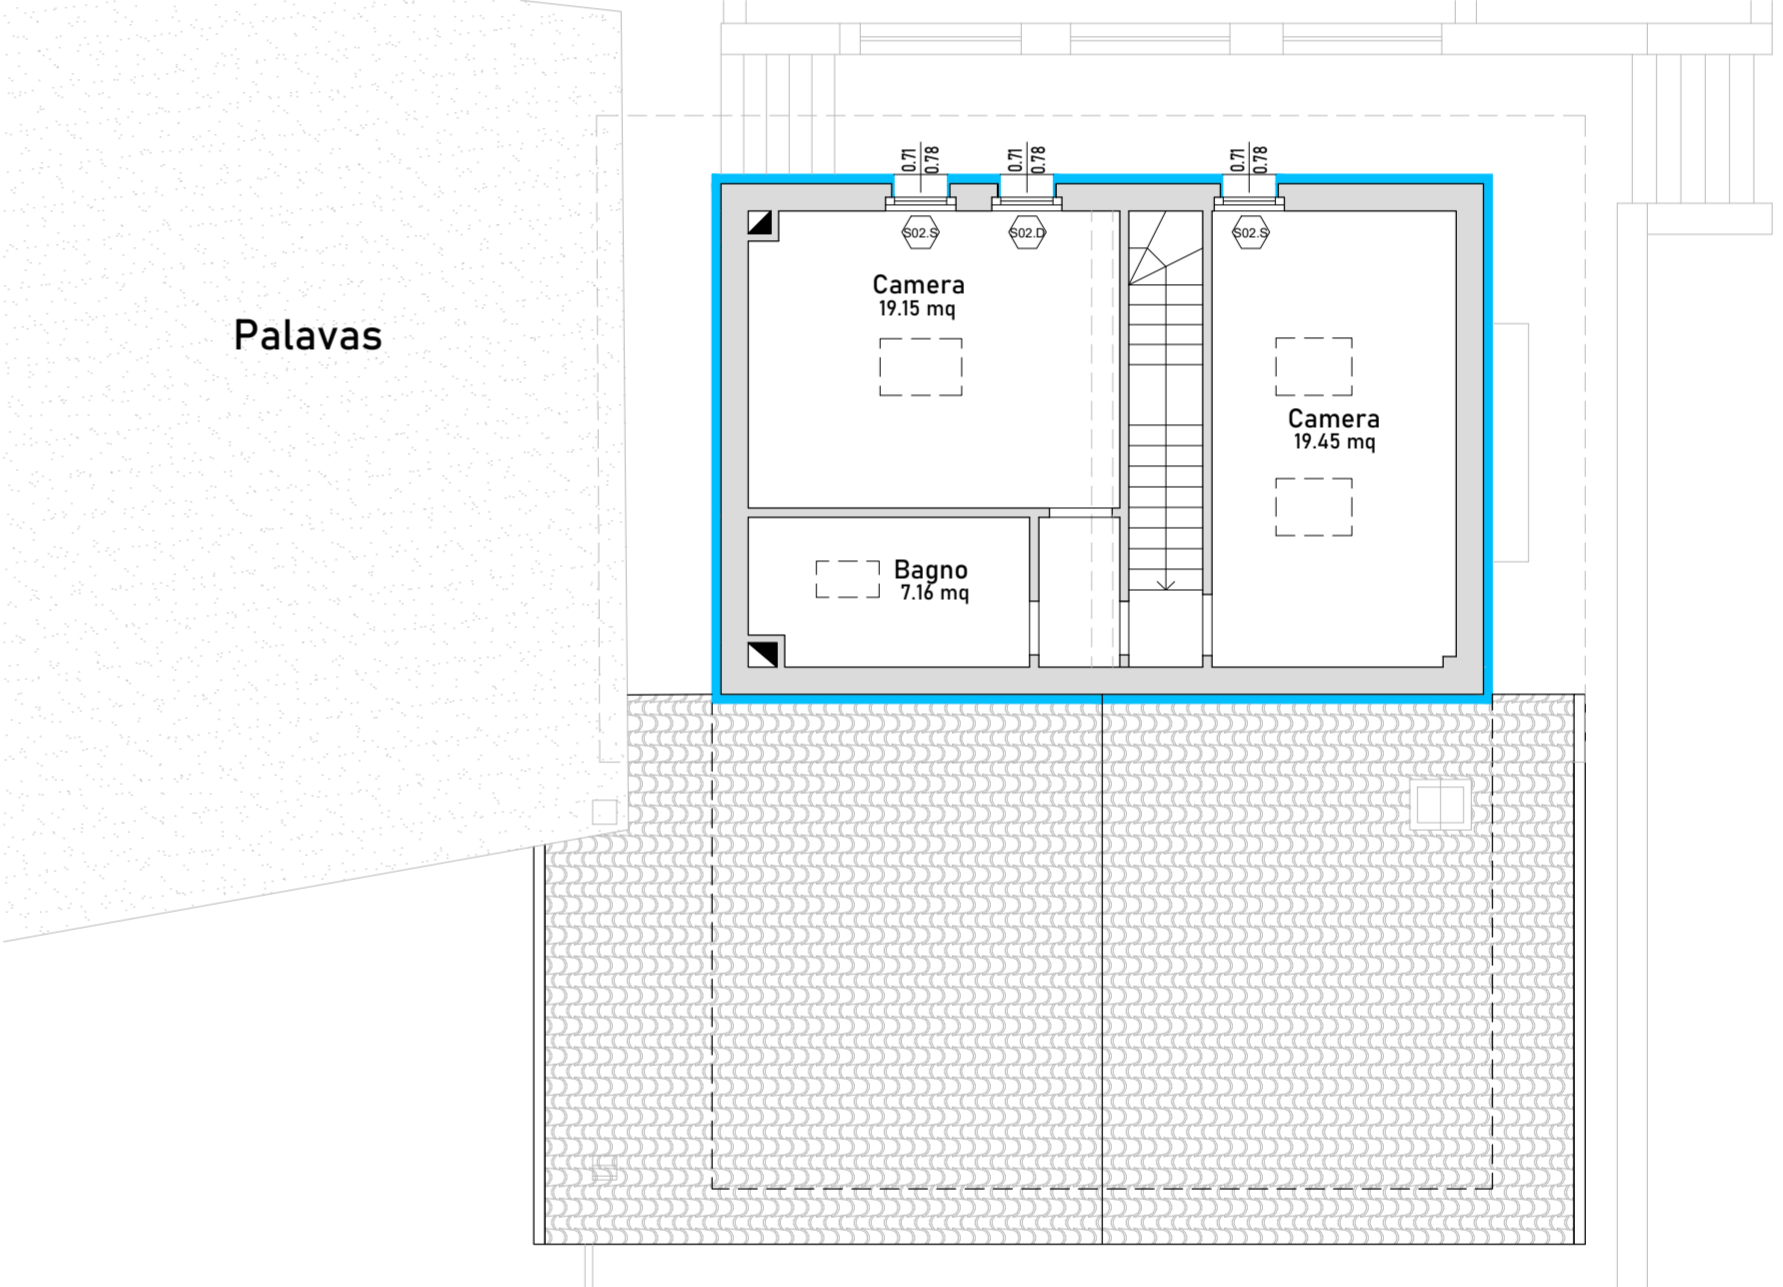 0.71
0.78
0.71
0.78
0.71
0.78
S02.S
S02.D
S02.S
Camera
19.15 mq
Palavas
Camera
19.45 mq
Bagno
7.16 mq